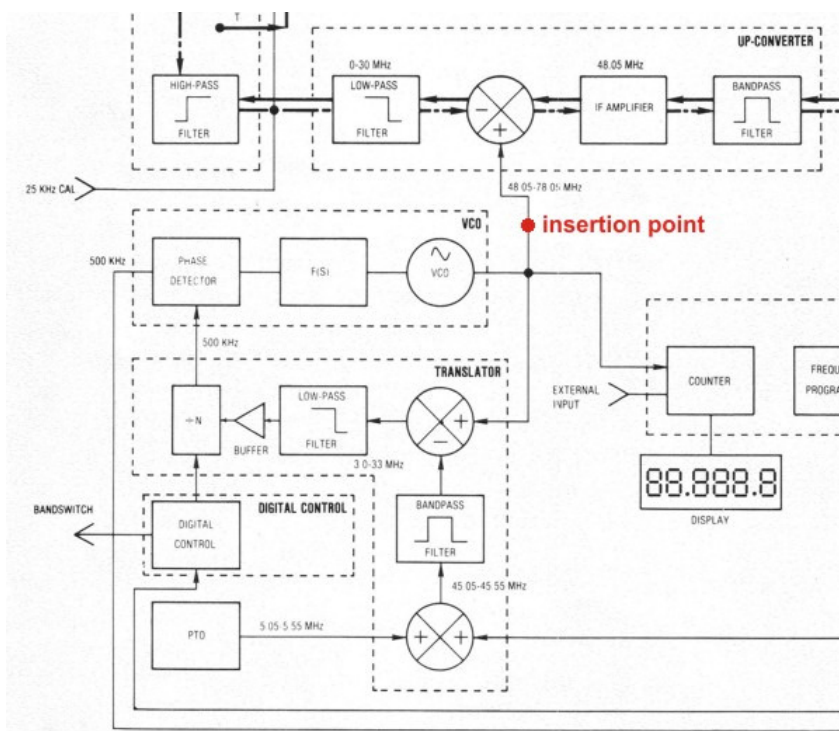 T
UP-CONVERTER
0-30 MHz
48.05 MHz
HIGH-PASS
FILTER
LOW-PASS
FILTER
−
+
IF AMPLIFIER
BANDPASS
FILTER
25 KHz CAL
48.05-78.05 MHz
insertion point
VCO
500 KHz
PHASE
DETECTOR
F(S)
VCO
500 KHz
TRANSLATOR
÷N
BUFFER
LOW-PASS
FILTER
+
−
3.0-33 MHz
EXTERNAL
INPUT
COUNTER
FREQU
PROGRA
88.888.8
DISPLAY
BANDSWITCH
DIGITAL CONTROL
DIGITAL
CONTROL
BANDPASS
FILTER
45.05-45.55 MHz
PTO
5.05-5.55 MHz
+
+